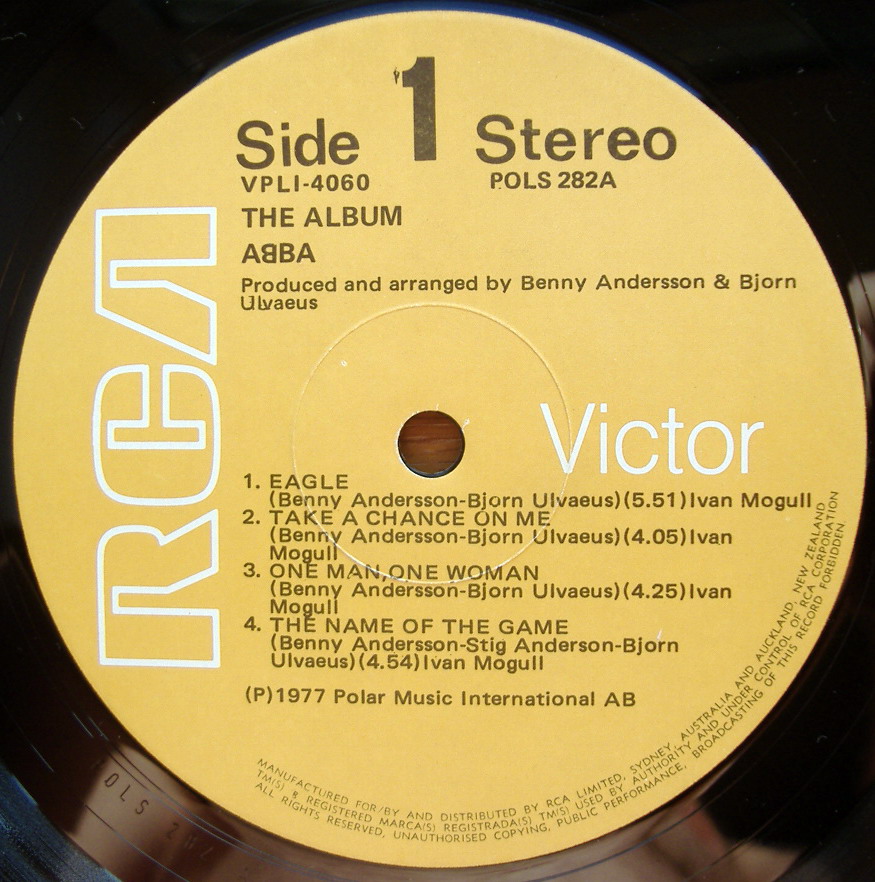 Side 1 Stereo
VPLI-4060 POLS 282A
THE ALBUM
ABBA
Produced and arranged by Benny Andersson & Bjorn
Ulvaeus
RCA
Victor
1. EAGLE
(Benny Andersson-Bjorn Ulvaeus)(5.51)Ivan Mogull
2. TAKE A CHANCE ON ME
(Benny Andersson-Bjorn Ulvaeus)(4.05)Ivan
Mogull
3. ONE MAN,ONE WOMAN
(Benny Andersson-Bjorn Ulvaeus)(4.25)Ivan
Mogull
4. THE NAME OF THE GAME
(Benny Andersson-Stig Anderson-Bjorn
Ulvaeus)(4.54)Ivan Mogull
(P)1977 Polar Music International AB
MANUFACTURED FOR/BY AND DISTRIBUTED BY RCA LIMITED, SYDNEY, AUSTRALIA AND AUCKLAND, NEW ZEALAND
TM(S) ® REGISTERED MARCA(S) REGISTRADA(S) TM(S) USED BY AUTHORITY AND UNDER CONTROL OF RCA CORPORATION
ALL RIGHTS RESERVED, UNAUTHORISED COPYING, PUBLIC PERFORMANCE, BROADCASTING OF THIS RECORD FORBIDDEN